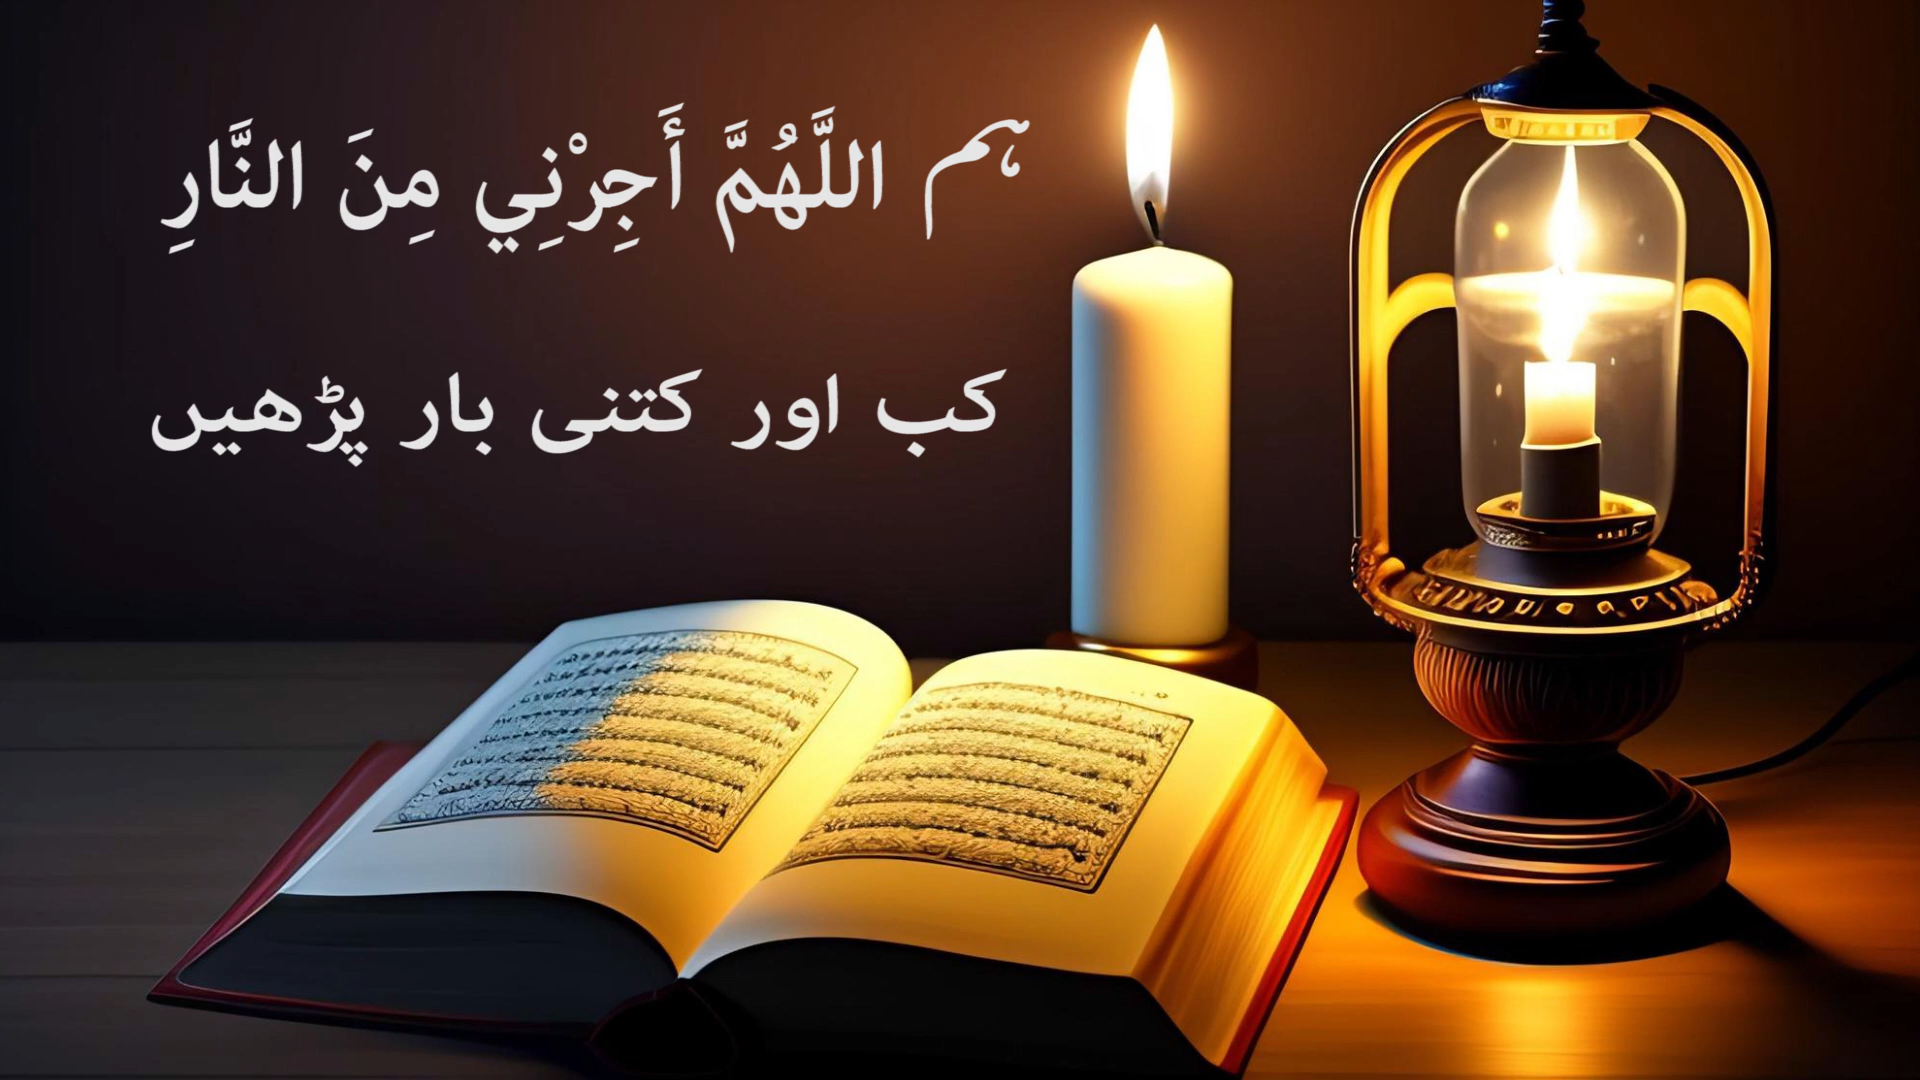 ہم اللَّهُمَّ أَجِرْنِي مِنَ النَّارِ
کب اور کتنی بار پڑھیں